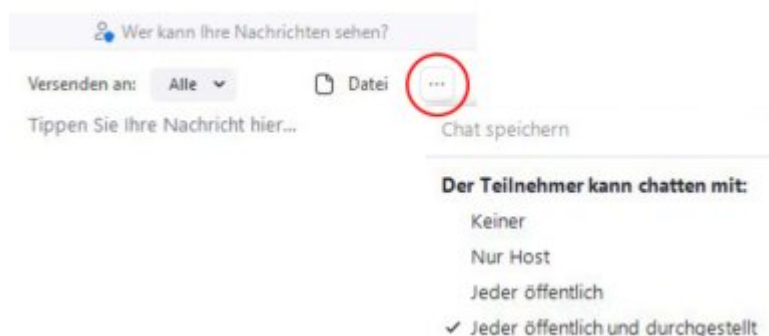 Wer kann Ihre Nachrichten sehen?
Versenden an: Alle Datei ...
Tippen Sie Ihre Nachricht hier...
Chat speichern
Der Teilnehmer kann chatten mit:
Keiner
Nur Host
Jeder öffentlich
✓ Jeder öffentlich und durchgestellt